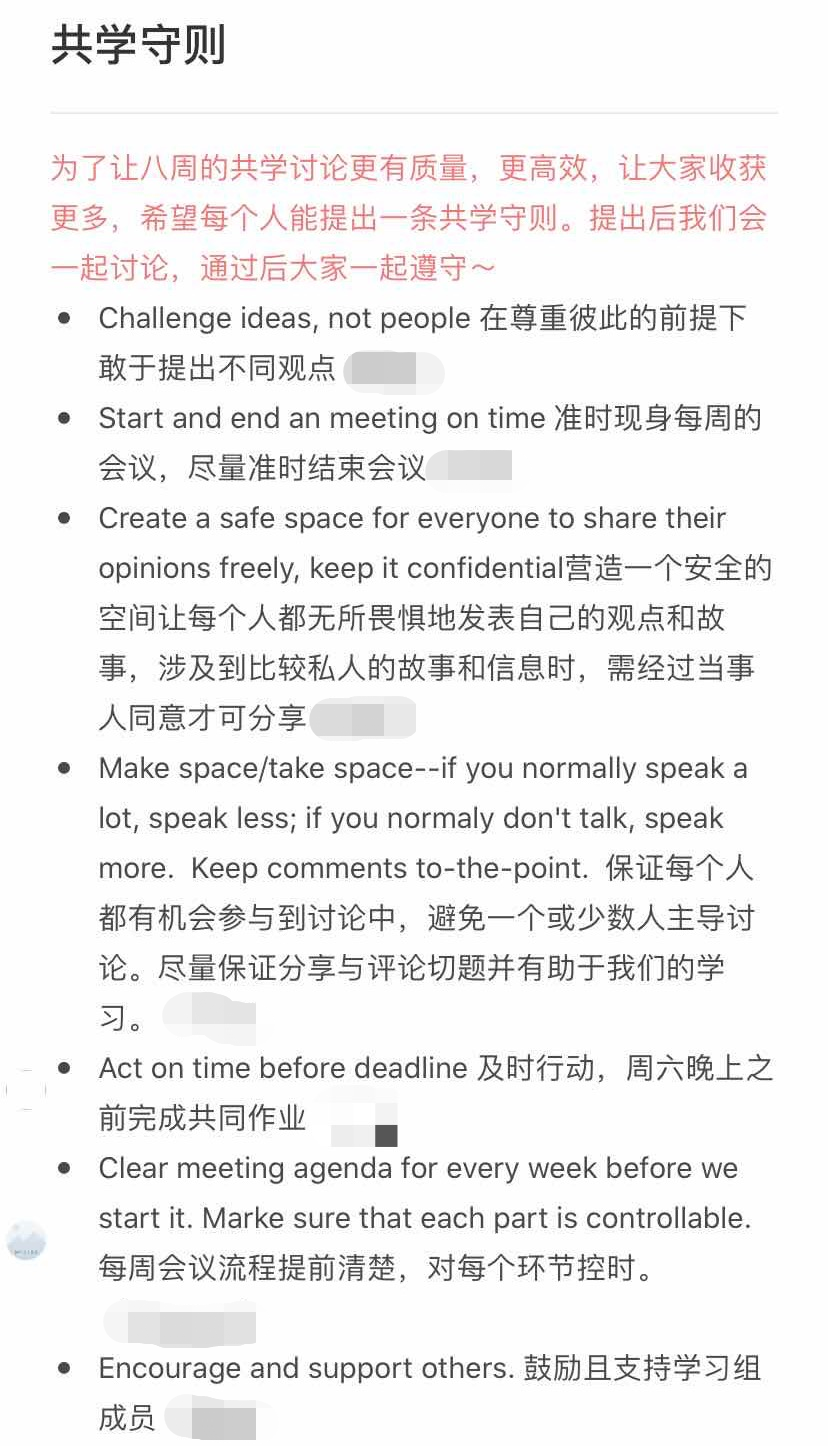 共学守则
为了让八周的共学讨论更有质量，更高效，让大家收获
更多，希望每个人能提出一条共学守则。提出后我们会
一起讨论，通过后大家一起遵守～
Challenge ideas, not people 在尊重彼此的前提下
敢于提出不同观点
Start and end an meeting on time 准时现身每周的
会议，尽量准时结束会议
Create a safe space for everyone to share their
opinions freely, keep it confidential营造一个安全的
空间让每个人都无所畏惧地发表自己的观点和故
事，涉及到比较私人的故事和信息时，需经过当事
人同意才可分享
Make space/take space--if you normally speak a
lot, speak less; if you normaly don't talk, speak
more.  Keep comments to-the-point.  保证每个人
都有机会参与到讨论中，避免一个或少数人主导讨
论。尽量保证分享与评论切题并有助于我们的学
习。
Act on time before deadline 及时行动，周六晚上之
前完成共同作业
Clear meeting agenda for every week before we
start it. Marke sure that each part is controllable.
每周会议流程提前清楚，对每个环节控时。
Encourage and support others. 鼓励且支持学习组
成员